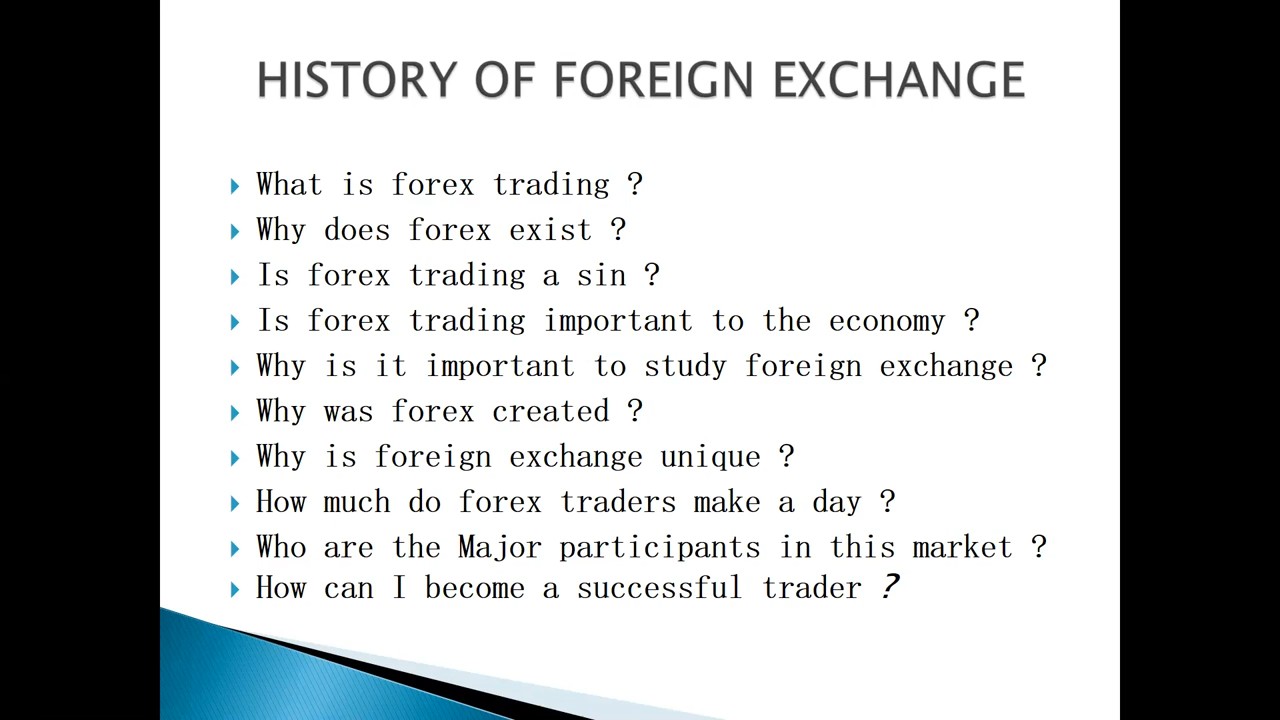 HISTORY OF FOREIGN EXCHANGE
What is forex trading ?
Why does forex exist ?
Is forex trading a sin ?
Is forex trading important to the economy ?
Why is it important to study foreign exchange ?
Why was forex created ?
Why is foreign exchange unique ?
How much do forex traders make a day ?
Who are the Major participants in this market ?
How can I become a successful trader ?